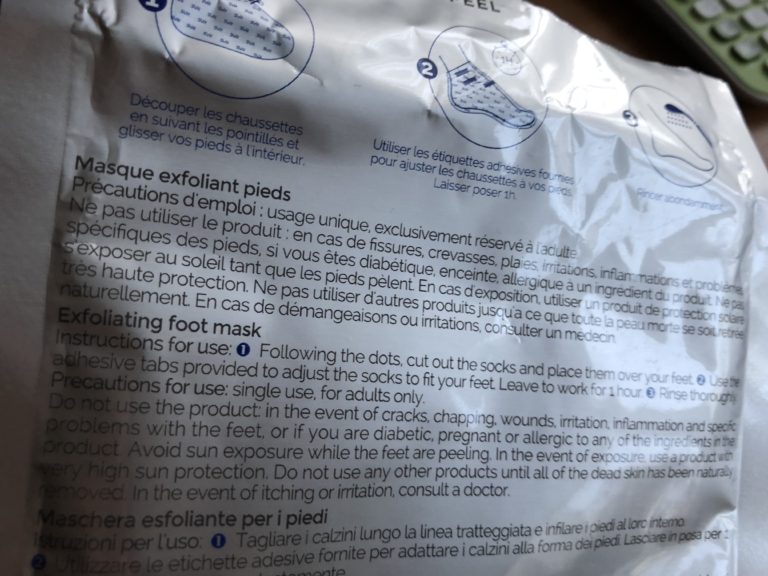 PEEL
1
Découper les chaussettes
en suivant les pointillés et
glisser vos pieds à l'intérieur.
2
1H
Utiliser les étiquettes adhesives fournies
pour ajuster les chaussettes à vos pieds.
Laisser poser 1h.
3
Rincer abondamment.
Masque exfoliant pieds
Précautions d'emploi : usage unique, exclusivement réservé à l'adulte.
Ne pas utiliser le produit : en cas de fissures, crevasses, plaies, irritations, inflammations et problèmes
spécifiques des pieds, si vous êtes diabétique, enceinte, allergique à un ingrédient du produit. Ne pas
s'exposer au soleil tant que les pieds pèlent. En cas d'exposition, utiliser un produit de protection solaire
très haute protection. Ne pas utiliser d'autres produits jusqu'à ce que toute la peau morte se soit retirée
naturellement. En cas de démangeaisons ou irritations, consulter un médecin.
Exfoliating foot mask
Instructions for use: 1 Following the dots, cut out the socks and place them over your feet. 2 Use the
adhesive tabs provided to adjust the socks to fit your feet. Leave to work for 1 hour. 3 Rinse thoroughly
Precautions for use: single use, for adults only.
Do not use the product: in the event of cracks, chapping, wounds, irritation, inflammation and specific
problems with the feet, or if you are diabetic, pregnant or allergic to any of the ingredients in the
product. Avoid sun exposure while the feet are peeling. In the event of exposure, use a product with
very high sun protection. Do not use any other products until all of the dead skin has been naturally
removed. In the event of itching or irritation, consult a doctor.
Maschera esfoliante per i piedi
Istruzioni per l'uso: 1 Tagliare i calzini lungo la linea tratteggiata e infilare i piedi al loro interno.
2 Utilizzare le etichette adesive fornite per adattare i calzini alla forma dei piedi. Lasciare in posa per 1